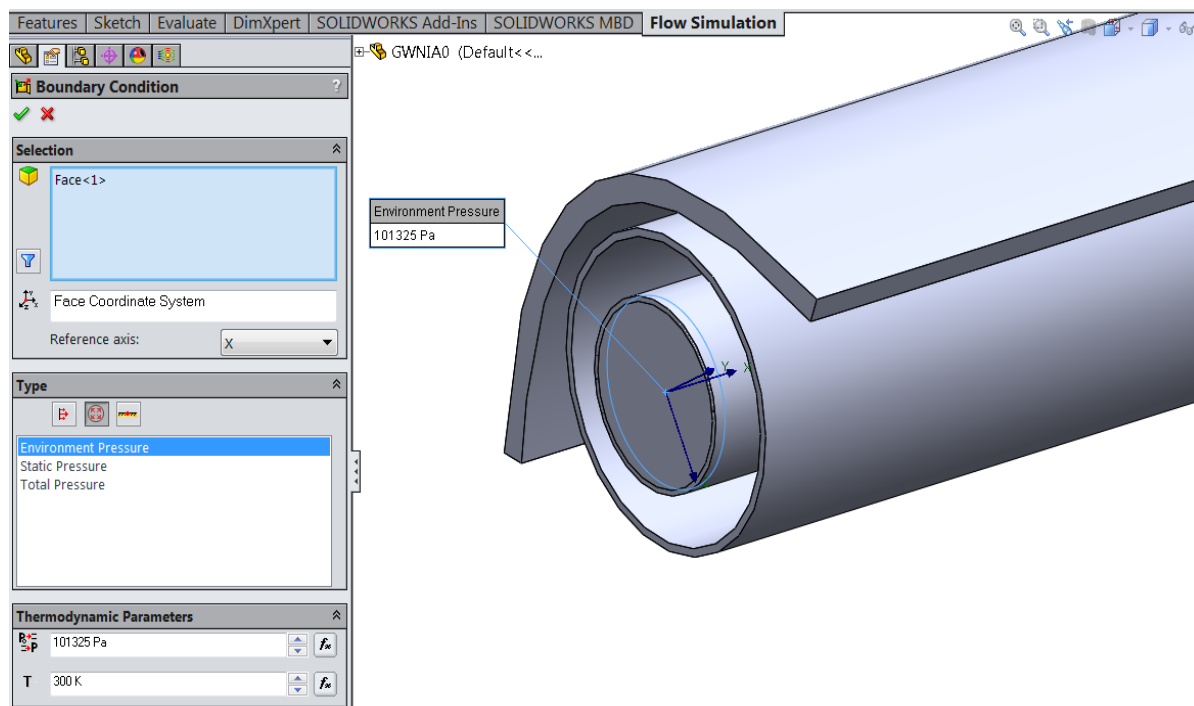 Features Sketch Evaluate DimXpert SOLIDWORKS Add-Ins SOLIDWORKS MBD Flow Simulation
GWNIA0 (Default<<...
Boundary Condition ?
Selection
Face<1>
Face Coordinate System
Reference axis: X
Type
Environment Pressure
Static Pressure
Total Pressure
Thermodynamic Parameters
101325 Pa
T 300 K
Environment Pressure
101325 Pa
Y X